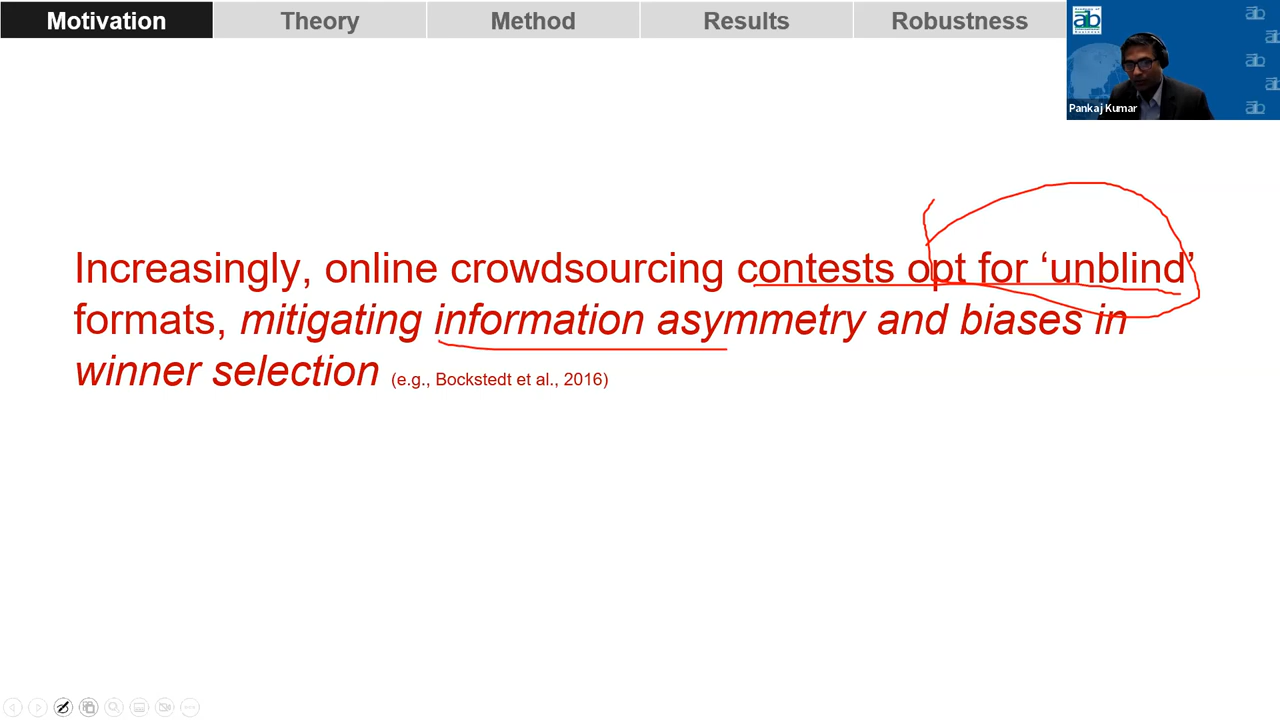 Motivation
Theory
Method
Results
Robustness
Pankaj Kumar
Increasingly, online crowdsourcing contests opt for ‘unblind’
formats, mitigating information asymmetry and biases in
winner selection (e.g., Bockstedt et al., 2016)